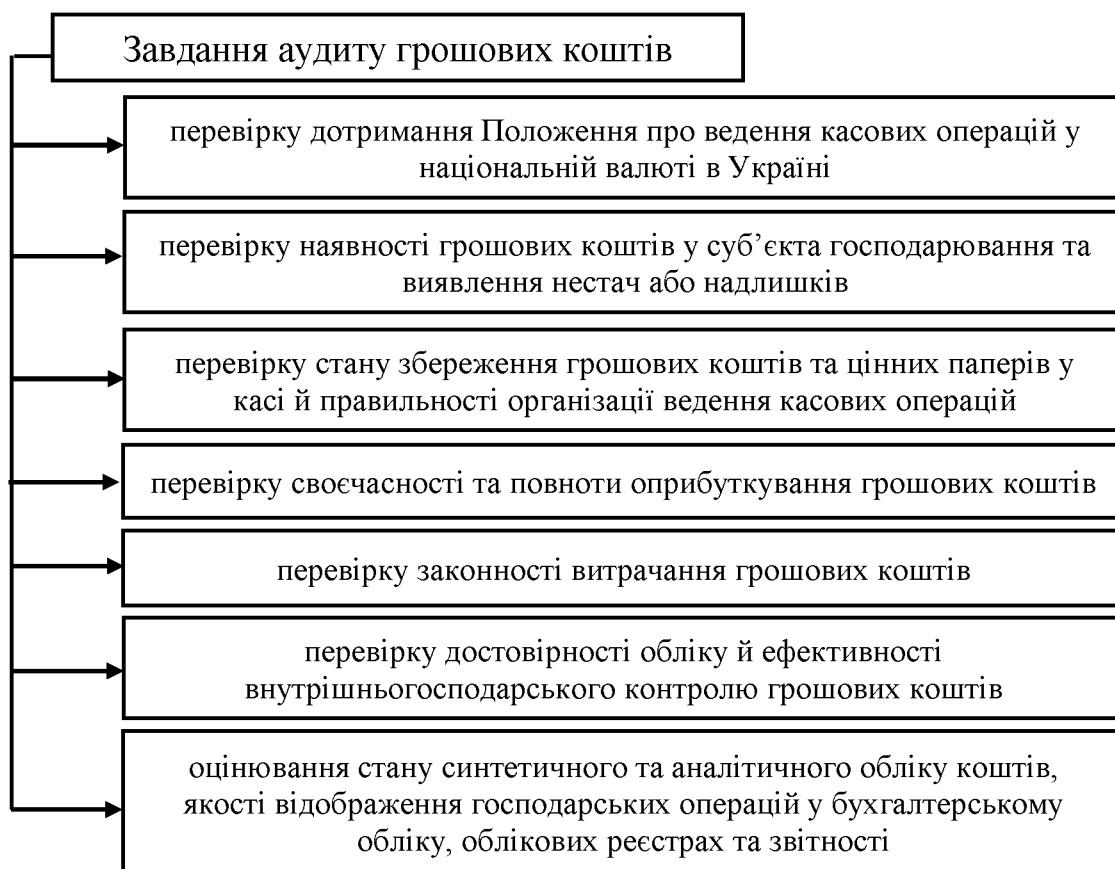 Завдання аудиту грошових коштів
перевірку дотримання Положення про ведення касових операцій у
національній валюті в Україні
перевірку наявності грошових коштів у суб’єкта господарювання та
виявлення нестач або надлишків
перевірку стану збереження грошових коштів та цінних паперів у
касі й правильності організації ведення касових операцій
перевірку своєчасності та повноти оприбуткування грошових коштів
перевірку законності витрачання грошових коштів
перевірку достовірності обліку й ефективності
внутрішньогосподарського контролю грошових коштів
оцінювання стану синтетичного та аналітичного обліку коштів,
якості відображення господарських операцій у бухгалтерському
обліку, облікових реєстрах та звітності